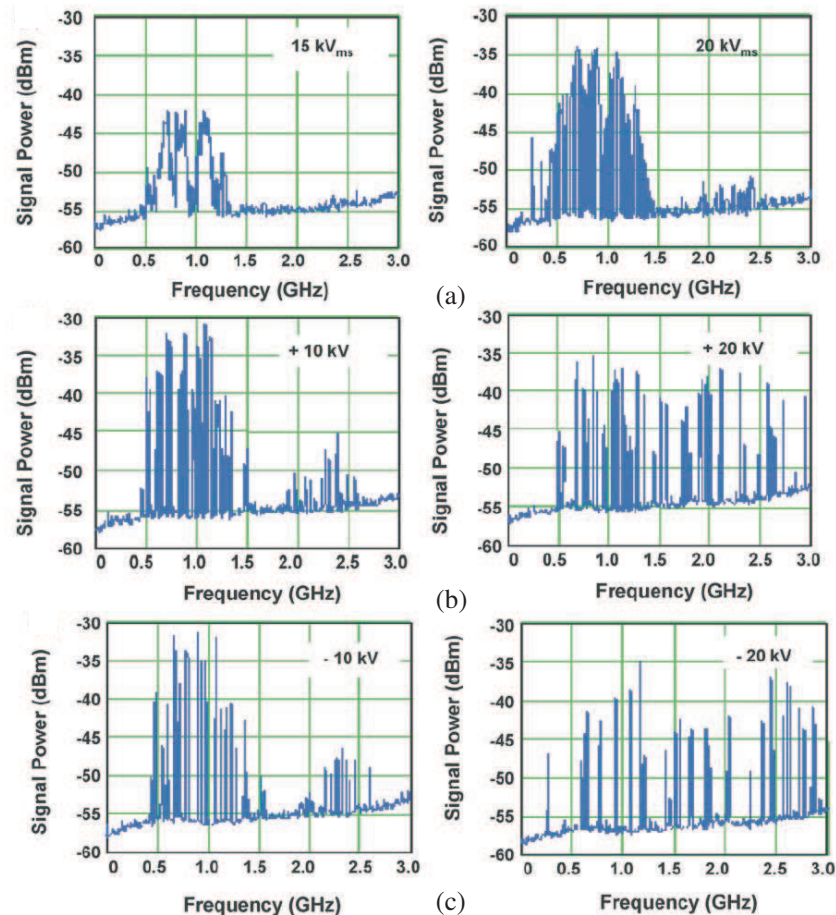 -30
-35
-40
-45
-50
-55
-60
Signal Power (dBm)
15 kVms
0 0.5 1.0 1.5 2.0 2.5 3.0
Frequency (GHz)
-30
-35
-40
-45
-50
-55
-60
Signal Power (dBm)
20 kVms
0 0.5 1.0 1.5 2.0 2.5 3.0
Frequency (GHz)
(a)
-30
-35
-40
-45
-50
-55
-60
Signal Power (dBm)
+ 10 kV
0 0.5 1.0 1.5 2.0 2.5 3.0
Frequency (GHz)
-30
-35
-40
-45
-50
-55
-60
Signal Power (dBm)
+ 20 kV
0 0.5 1.0 1.5 2.0 2.5 3.0
Frequency (GHz)
(b)
-30
-35
-40
-45
-50
-55
-60
Signal Power (dBm)
- 10 kV
0 0.5 1.0 1.5 2.0 2.5 3.0
Frequency (GHz)
-30
-35
-40
-45
-50
-55
-60
Signal Power (dBm)
- 20 kV
0 0.5 1.0 1.5 2.0 2.5 3.0
Frequency (GHz)
(c)